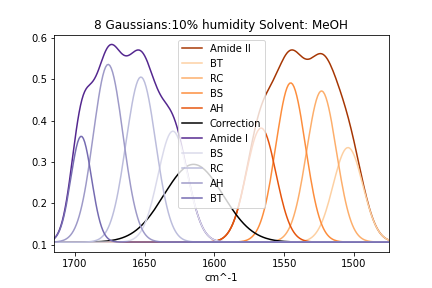 8 Gaussians:10% humidity Solvent: MeOH
0.6
0.5
0.4
0.3
0.2
0.1
Amide II
BT
RC
BS
AH
Correction
Amide I
BS
RC
AH
BT
1700
1650
1600
1550
1500
cm^-1